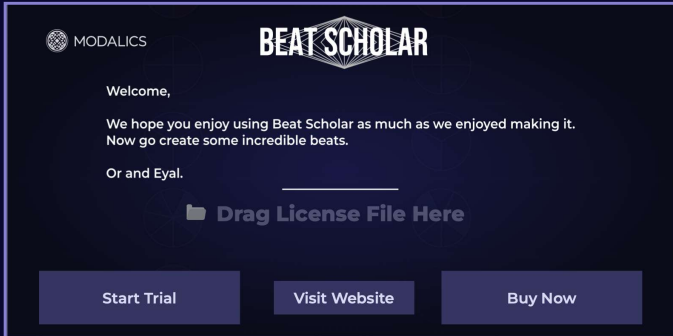 MODALICS
BEAT SCHOLAR
Welcome,
We hope you enjoy using Beat Scholar as much as we enjoyed making it.
Now go create some incredible beats.
Or and Eyal.
Drag License File Here
Start Trial
Visit Website
Buy Now